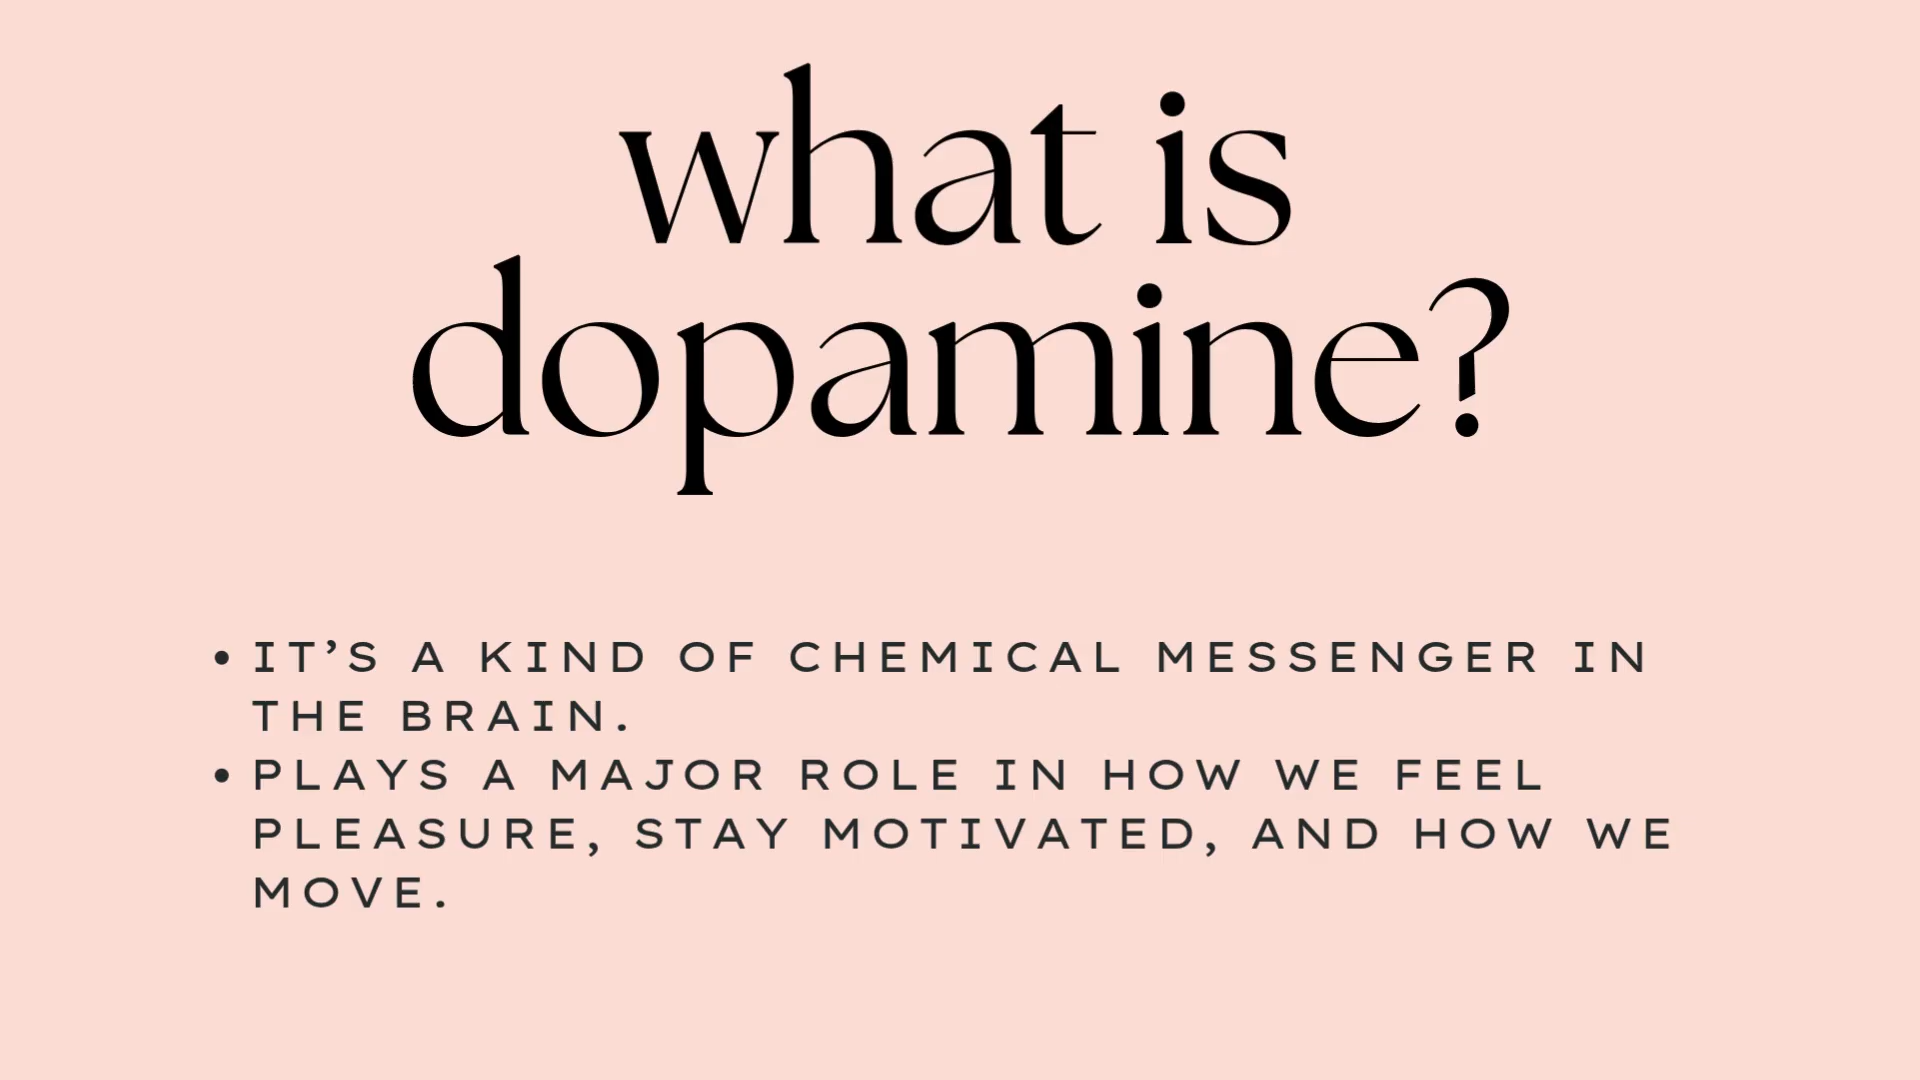 what is
dopamine?
• IT’S A KIND OF CHEMICAL MESSENGER IN
THE BRAIN.
• PLAYS A MAJOR ROLE IN HOW WE FEEL
PLEASURE, STAY MOTIVATED, AND HOW WE
MOVE.